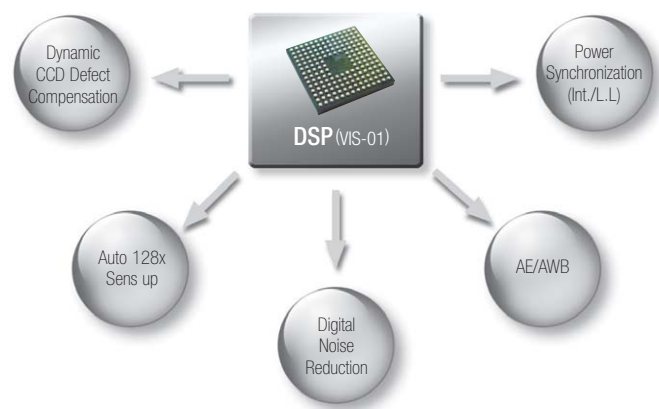 Dynamic
CCD Defect
Compensation
Power
Synchronization
(Int./L.L)
DSP (VIS-01)
Auto 128x
Sens up
AE/AWB
Digital
Noise
Reduction